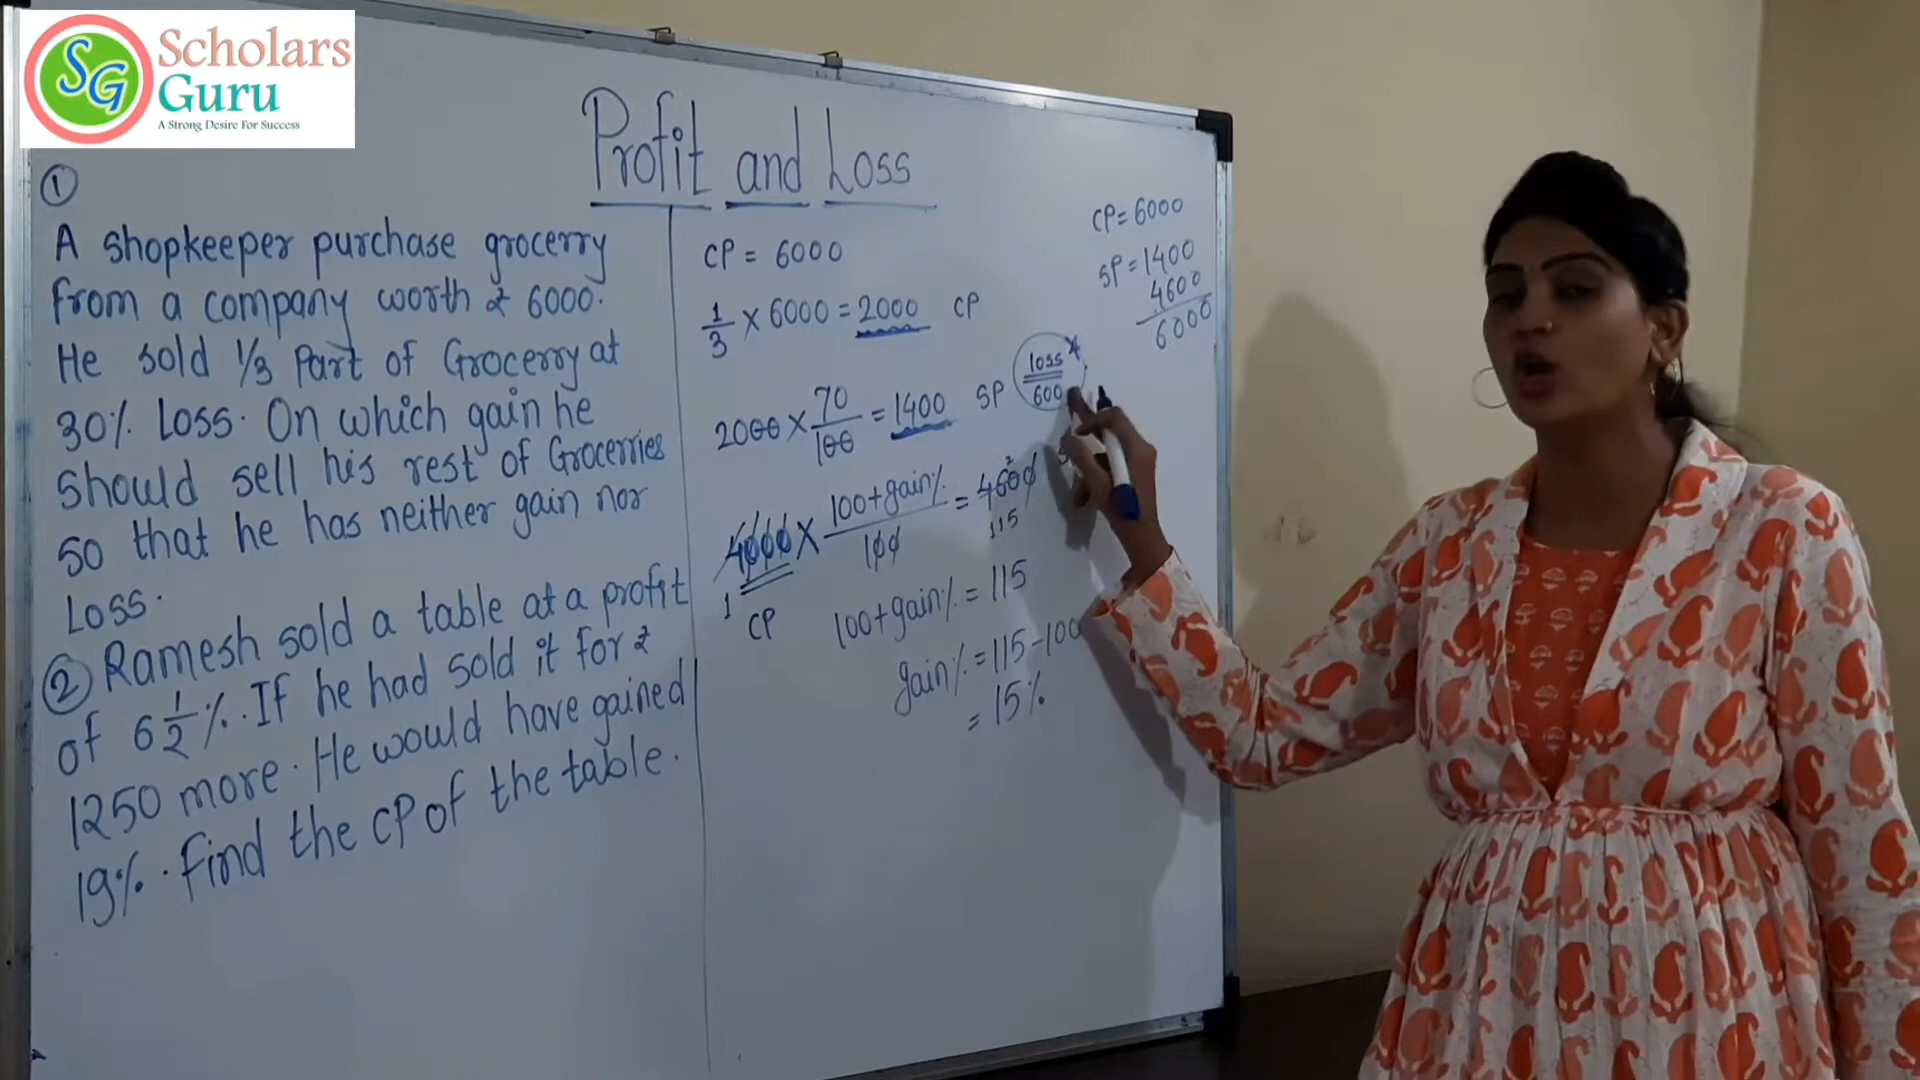 Scholars
Guru
A Strong Desire For Success
SG
Profit and Loss
①
A shopkeeper purchase grocerry
from a company worth ₹ 6000.
He sold 1/3 Part of Grocerry at
30% Loss. On which gain he
should sell his rest of Grocerries
so that he has neither gain nor
Loss.
② Ramesh sold a table at a profit
of 6 1/2 %. If he had sold it for ₹
1250 more. He would have gained
19%. Find the CP of the table.
CP = 6000
1/3 × 6000 = 2000 CP
2000 × 70/100 = 1400 SP
loss
600
4000 × 100+gain%/100 = 4600
2
115
1
CP
100+gain% = 115
gain% = 115-100
= 15%
CP = 6000
SP = 1400
4600
6000